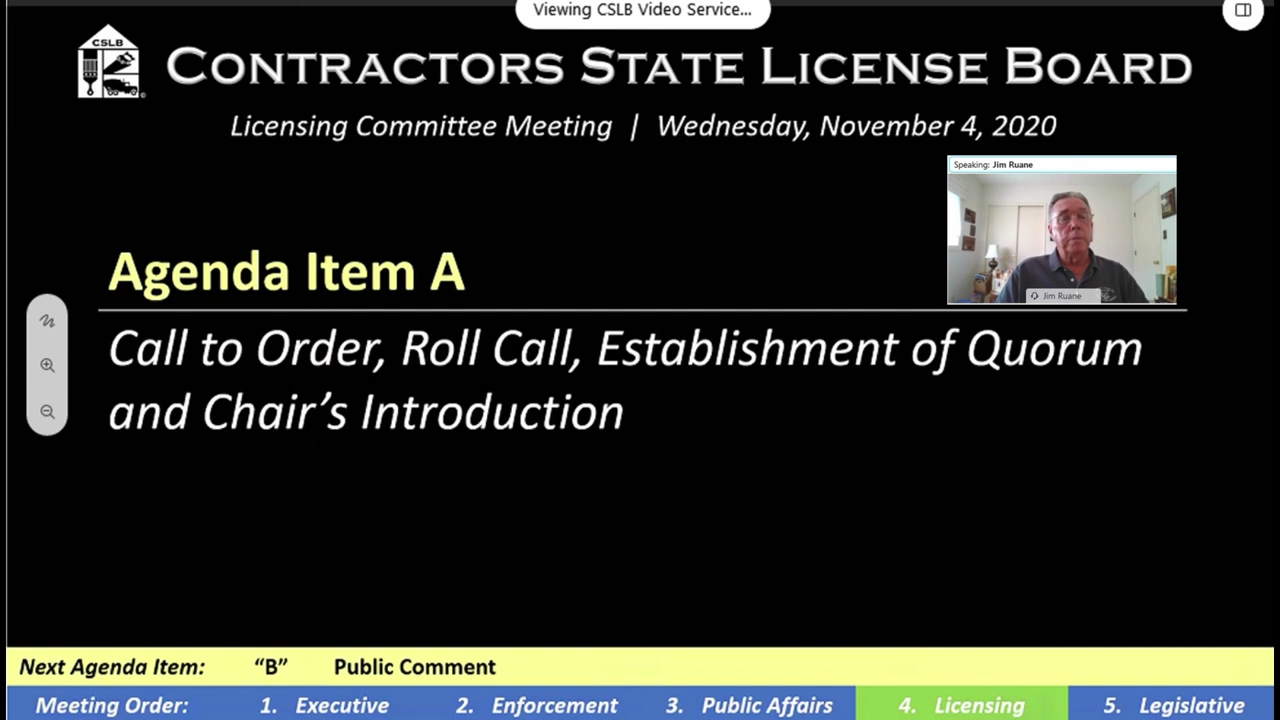 Viewing CSLB Video Service...
CSLB
CONTRACTORS STATE LICENSE BOARD
Licensing Committee Meeting | Wednesday, November 4, 2020
Speaking: Jim Ruane
Jim Ruane
Agenda Item A
Call to Order, Roll Call, Establishment of Quorum
and Chair’s Introduction
Next Agenda Item: “B” Public Comment
Meeting Order: 1. Executive 2. Enforcement 3. Public Affairs 4. Licensing 5. Legislative